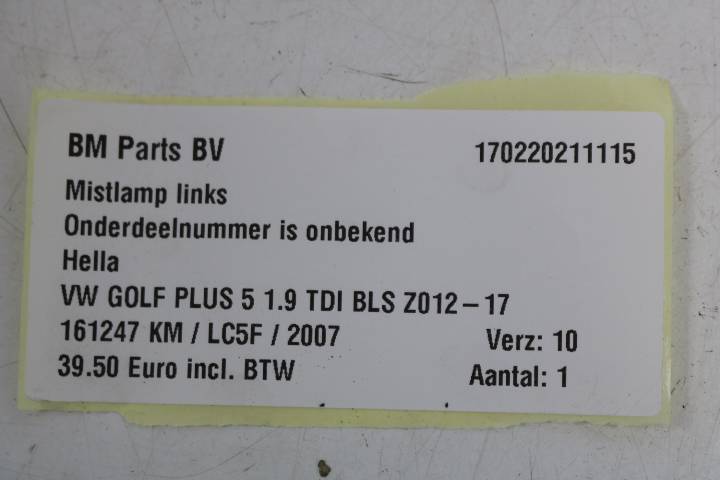 BM Parts BV 170220211115
Mistlamp links
Onderdeelnummer is onbekend
Hella
VW GOLF PLUS 5 1.9 TDI BLS Z012-17
161247 KM / LC5F / 2007 Verz: 10
39.50 Euro incl. BTW Aantal: 1